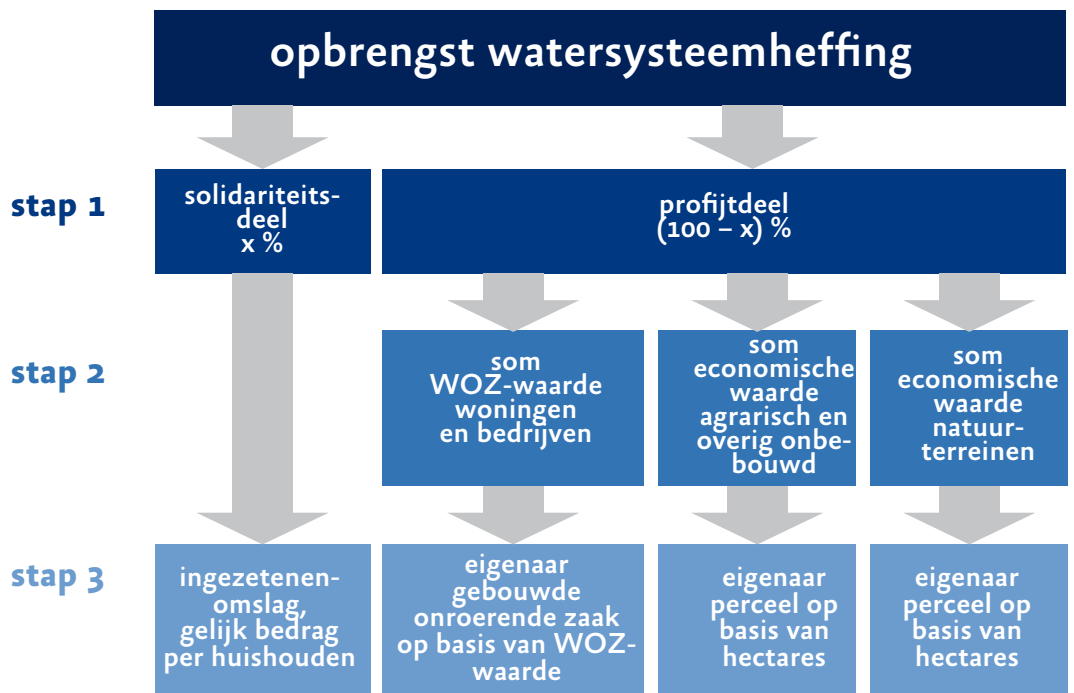 opbrengst watersysteemheffing
stap 1
solidariteits-
deel
x %
profijtdeel
(100 – x) %
stap 2
som
WOZ-waarde
woningen
en bedrijven
som
economische
waarde
agrarisch en
overig onbe-
bouwd
som
economische
waarde
natuur-
terreinen
stap 3
ingezetenen-
omslag,
gelijk bedrag
per huishouden
eigenaar
gebouwde
onroerende zaak
op basis van WOZ-
waarde
eigenaar
perceel op
basis van
hectares
eigenaar
perceel op
basis van
hectares